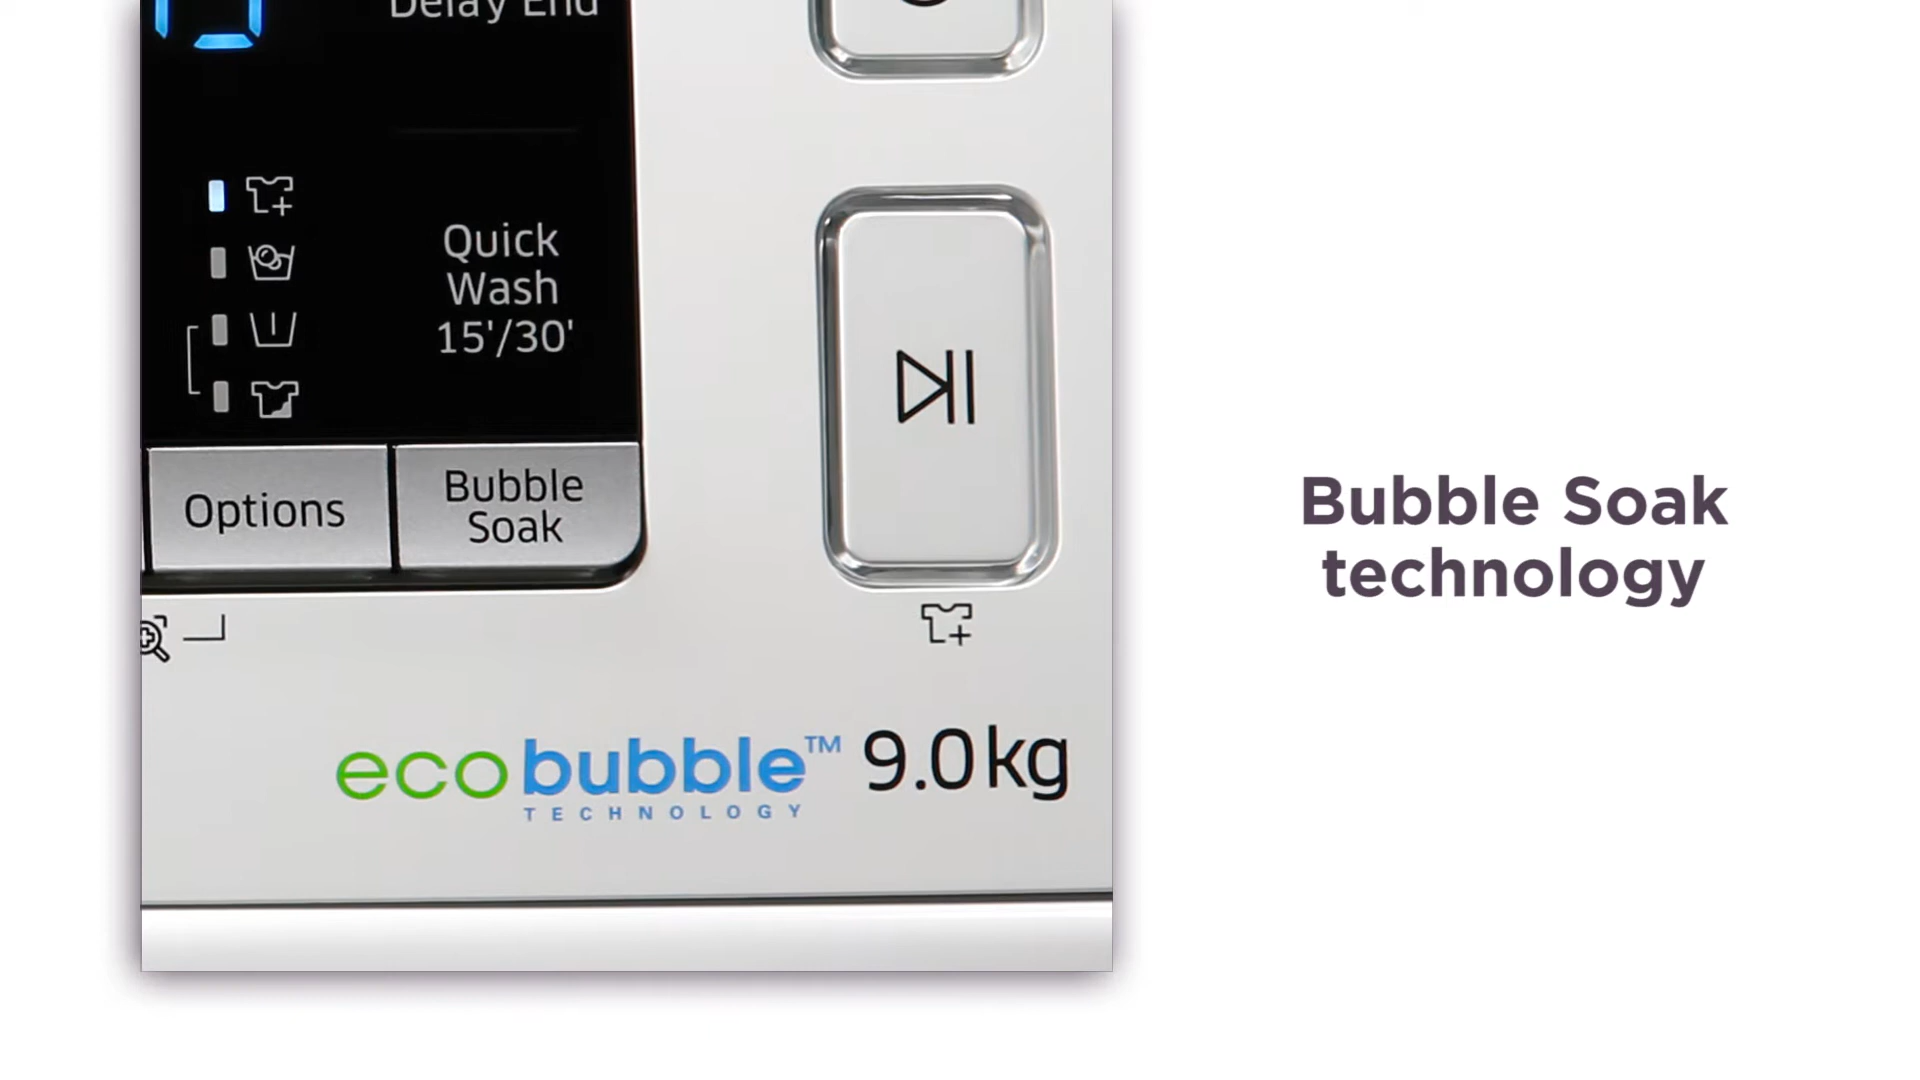 Delay End
Quick
Wash
15'/30'
Options
Bubble
Soak
ecobubble™ 9.0kg
TECHNOLOGY
Bubble Soak
technology